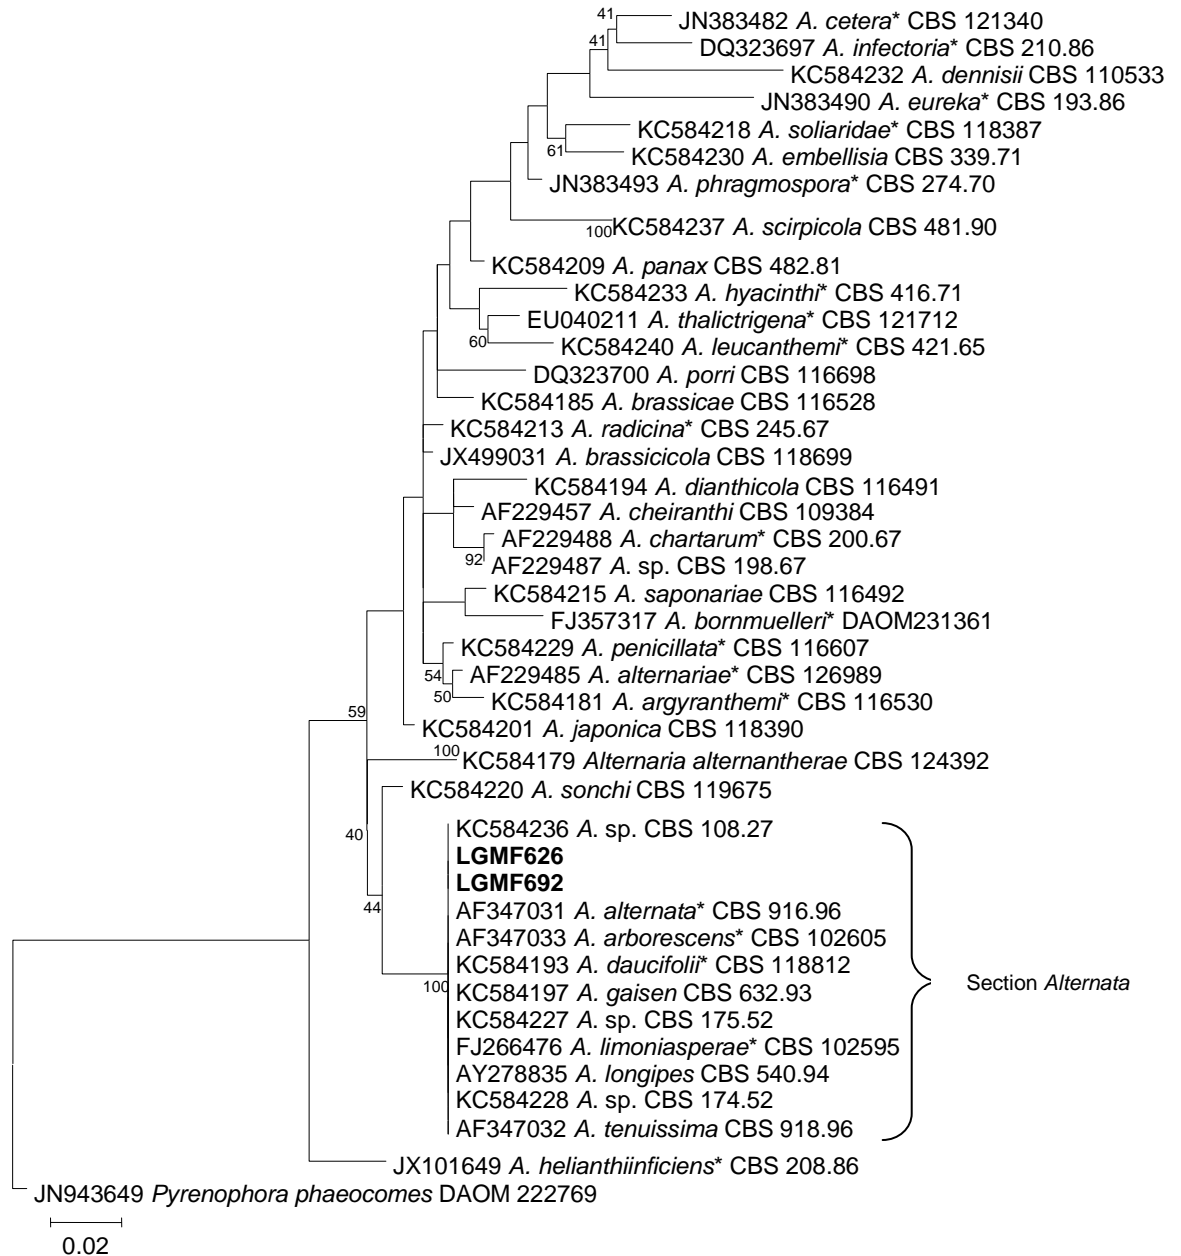 41
JN383482 A. cetera* CBS 121340
41
DQ323697 A. infectoria* CBS 210.86
KC584232 A. dennisii CBS 110533
JN383490 A. eureka* CBS 193.86
KC584218 A. soliaridae* CBS 118387
61
KC584230 A. embellisia CBS 339.71
JN383493 A. phragmospora* CBS 274.70
100
KC584237 A. scirpicola CBS 481.90
KC584209 A. panax CBS 482.81
KC584233 A. hyacinthi* CBS 416.71
EU040211 A. thalictrigena* CBS 121712
60
KC584240 A. leucanthemi* CBS 421.65
DQ323700 A. porri CBS 116698
KC584185 A. brassicae CBS 116528
KC584213 A. radicina* CBS 245.67
JX499031 A. brassicicola CBS 118699
KC584194 A. dianthicola CBS 116491
AF229457 A. cheiranthi CBS 109384
AF229488 A. chartarum* CBS 200.67
92
AF229487 A. sp. CBS 198.67
KC584215 A. saponariae CBS 116492
FJ357317 A. bornmuelleri* DAOM231361
KC584229 A. penicillata* CBS 116607
54
AF229485 A. alternariae* CBS 126989
50
KC584181 A. argyranthemi* CBS 116530
59
KC584201 A. japonica CBS 118390
100
KC584179 Alternaria alternantherae CBS 124392
KC584220 A. sonchi CBS 119675
40
KC584236 A. sp. CBS 108.27
LGMF626
LGMF692
44
AF347031 A. alternata* CBS 916.96
AF347033 A. arborescens* CBS 102605
KC584193 A. daucifolii* CBS 118812
100
Section Alternata
KC584197 A. gaisen CBS 632.93
KC584227 A. sp. CBS 175.52
FJ266476 A. limoniasperae* CBS 102595
AY278835 A. longipes CBS 540.94
KC584228 A. sp. CBS 174.52
AF347032 A. tenuissima CBS 918.96
JX101649 A. helianthiinficiens* CBS 208.86
JN943649 Pyrenophora phaeocomes DAOM 222769
0.02